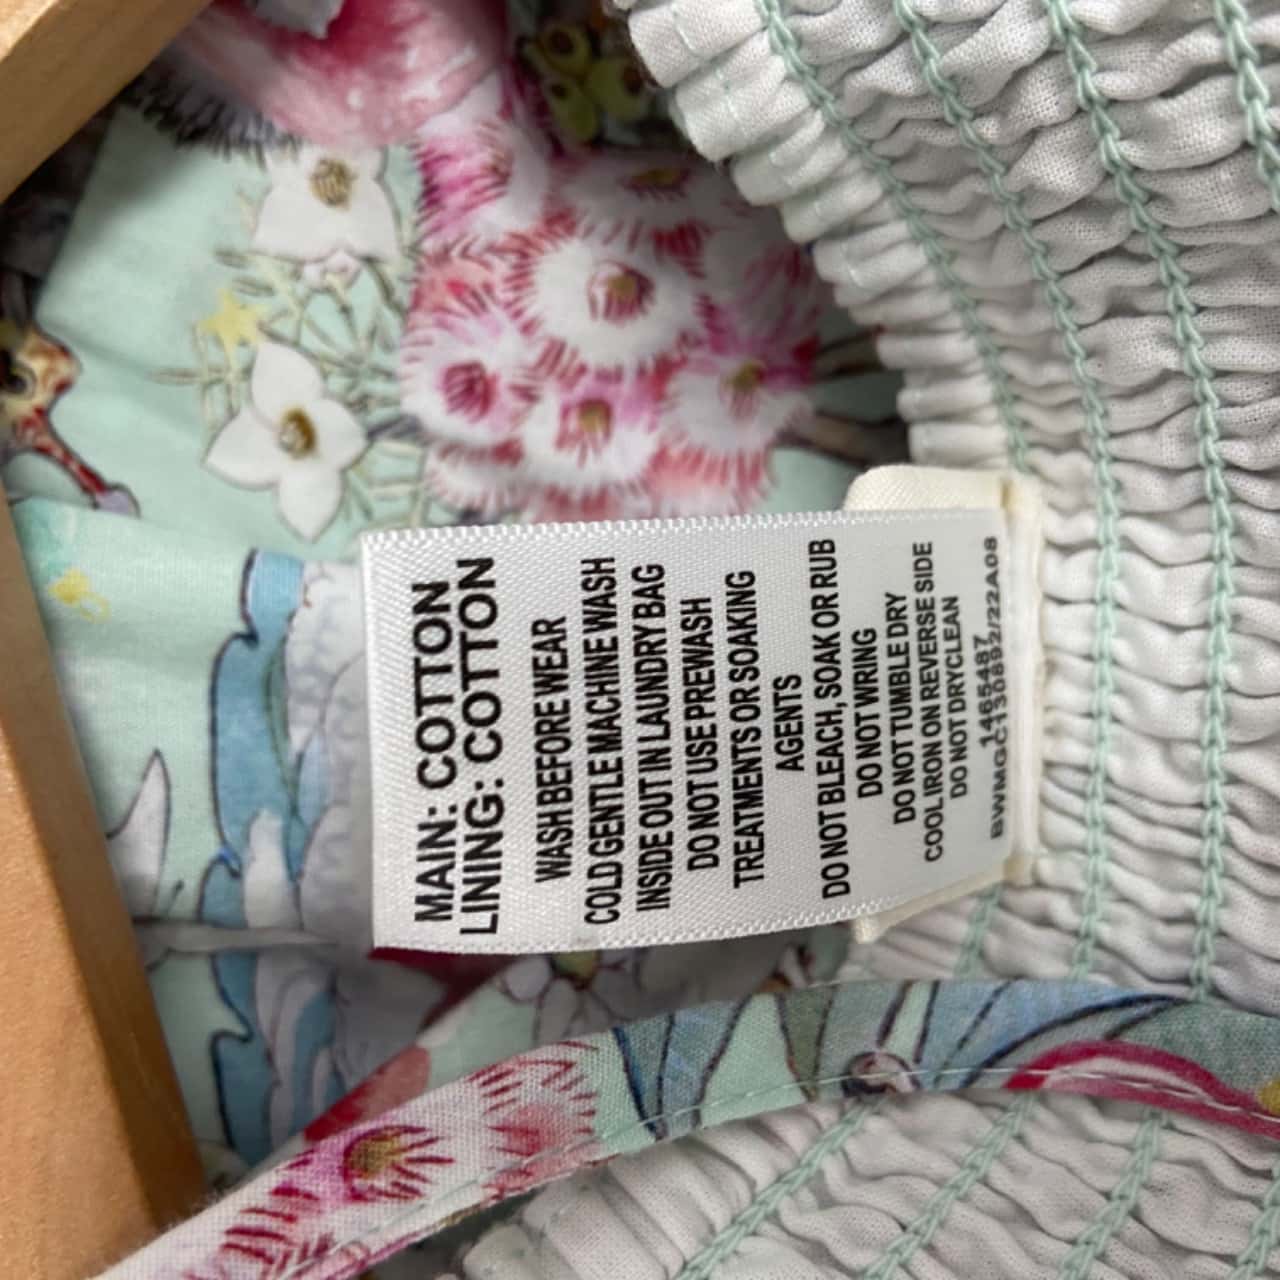 MAIN: COTTON
LINING: COTTON
WASH BEFORE WEAR
COLD GENTLE MACHINE WASH
INSIDE OUT IN LAUNDRY BAG
DO NOT USE PREWASH
TREATMENTS OR SOAKING
AGENTS
DO NOT BLEACH, SOAK OR RUB
DO NOT WRING
DO NOT TUMBLE DRY
COOL IRON ON REVERSE SIDE
DO NOT DRYCLEAN
1465487
BWMGC130892/22A08